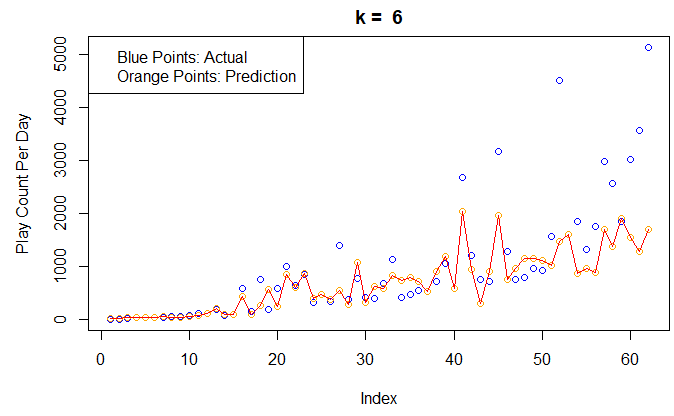 k = 6
Blue Points: Actual
Orange Points: Prediction
Play Count Per Day
5000
4000
3000
2000
1000
0
0 10 20 30 40 50 60
Index